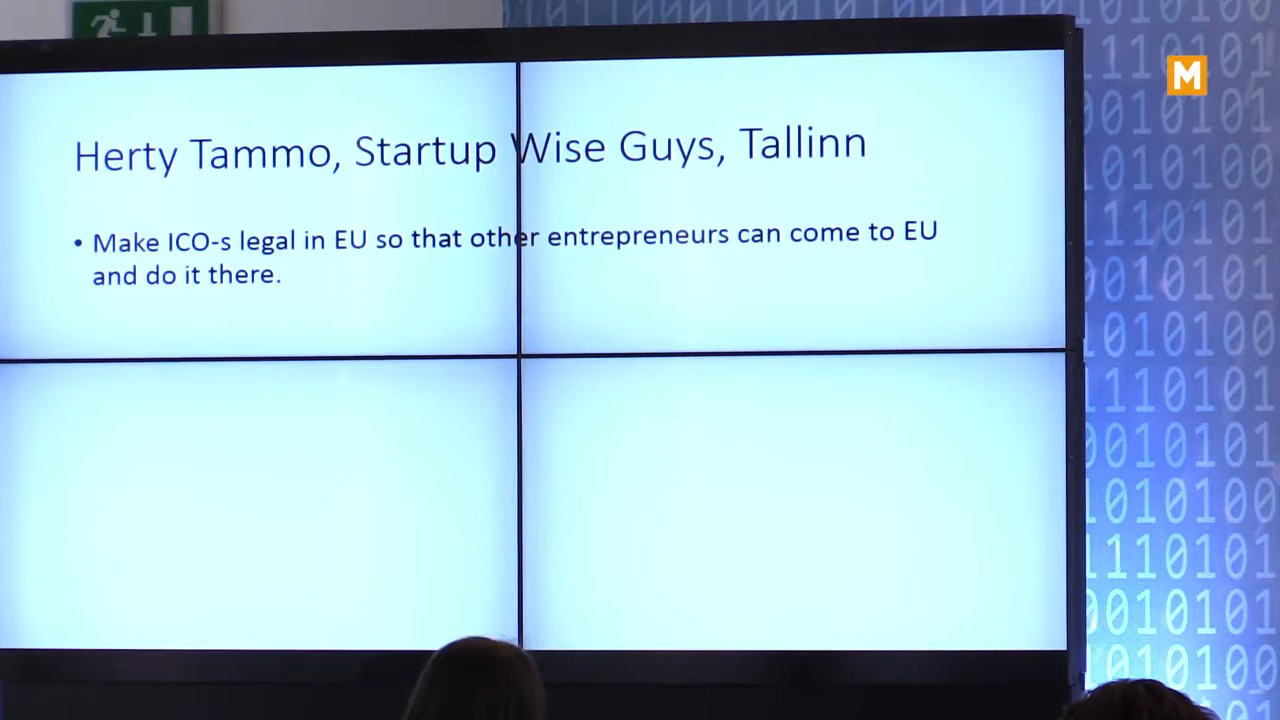 M
Herty Tammo, Startup Wise Guys, Tallinn
• Make ICO-s legal in EU so that other entrepreneurs can come to EU
and do it there.